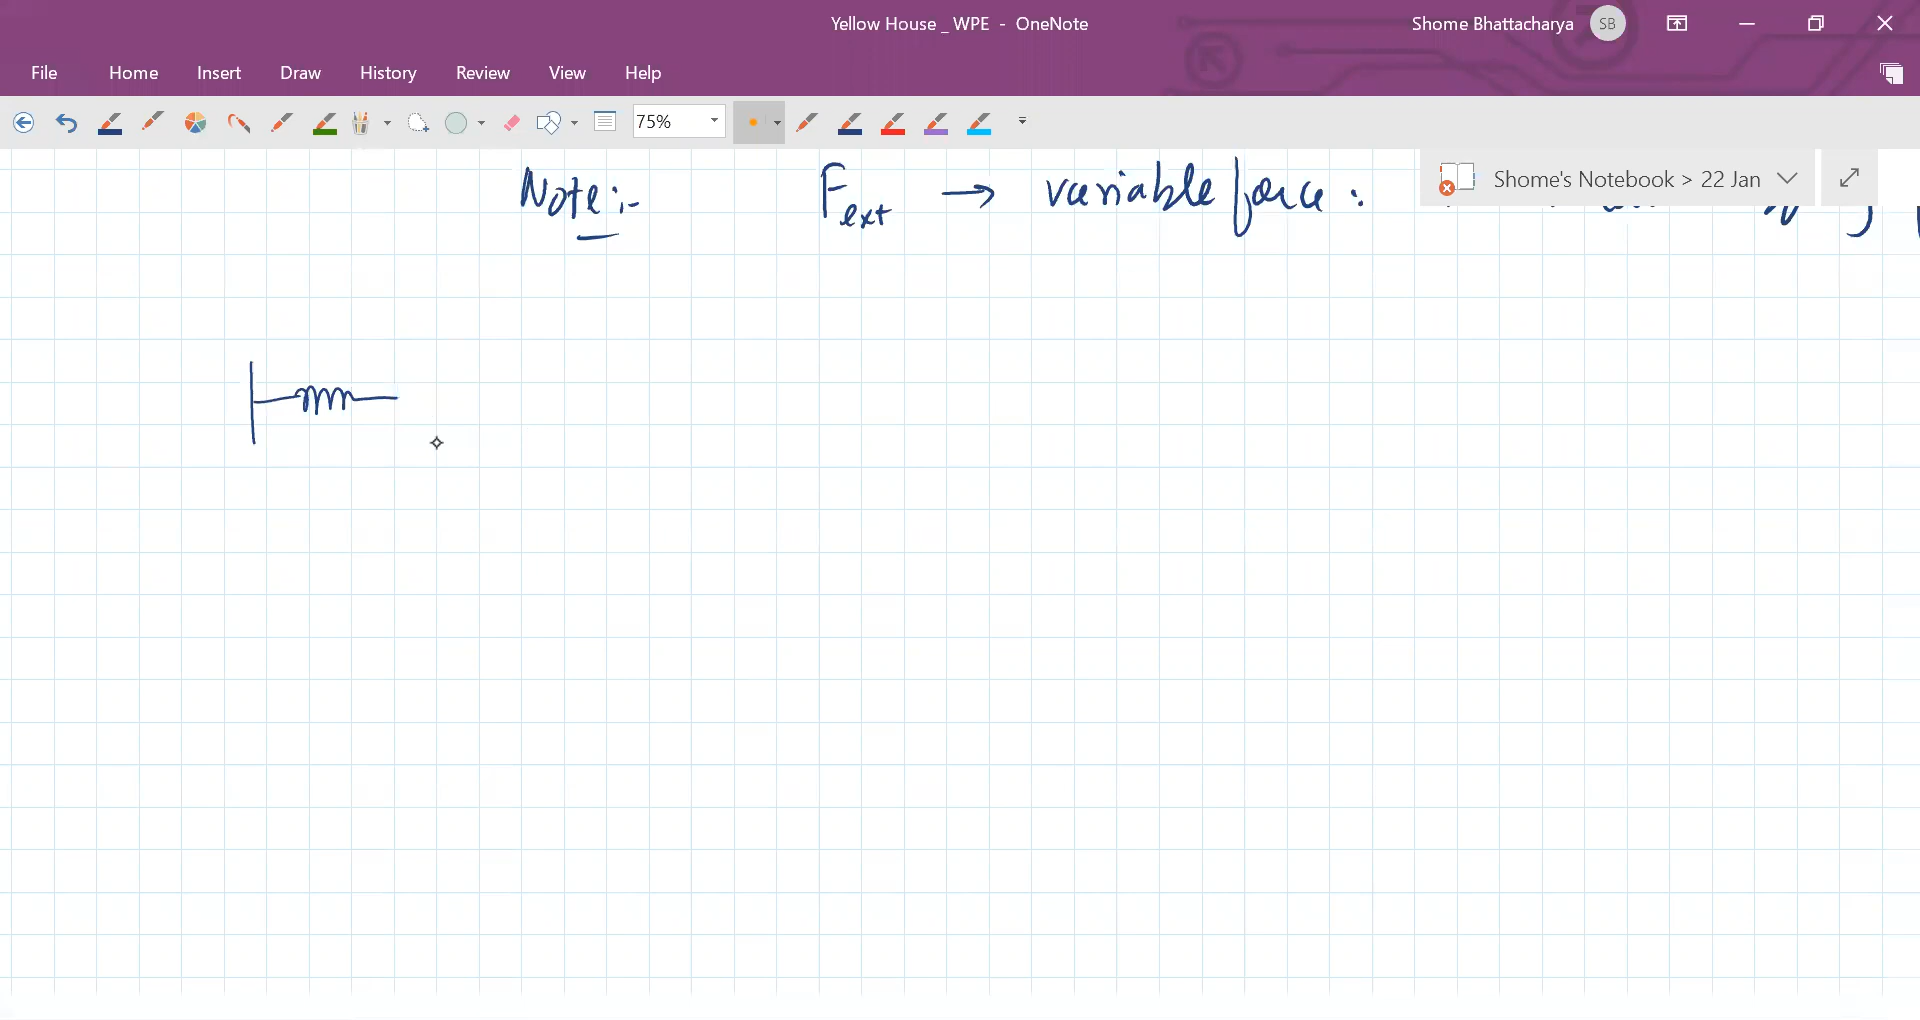 Yellow House _ WPE - OneNote
Shome Bhattacharya SB
File Home Insert Draw History Review View Help
75%
Note:- Fext → variable force.
Shome's Notebook > 22 Jan